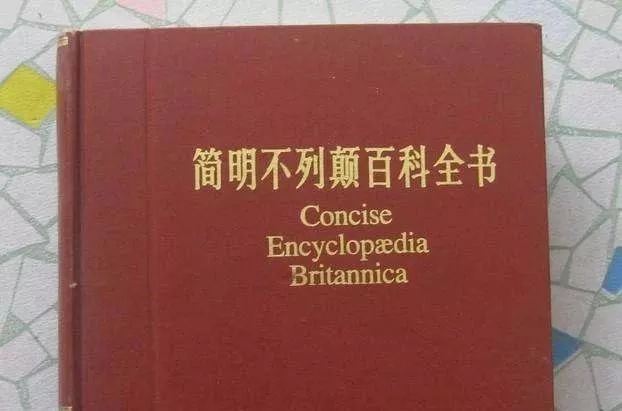 简明不列颠百科全书
Concise
Encyclopædia
Britannica